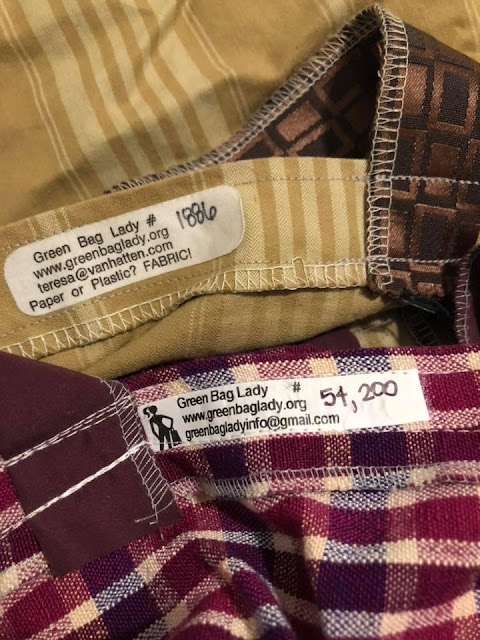 Green Bag Lady # 1886
www.greenbaglady.org
teresa@vanhatten.com
Paper or Plastic? FABRIC!
Green Bag Lady # 54,200
www.greenbaglady.org
greenbagladyinfo@gmail.com